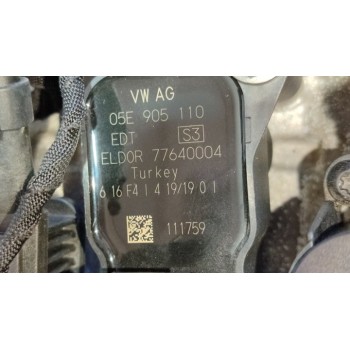 VW AG
05E 905 110
EDT S3
ELDOR 77640004
Turkey
6 16 F4 1 4 19/19 0 1
111759